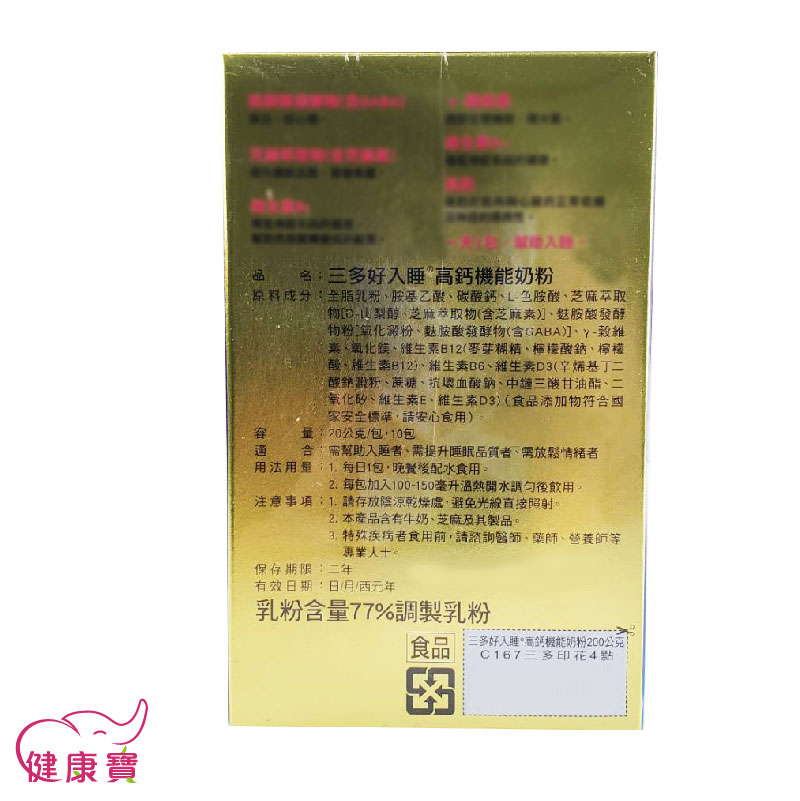 品名：三多好入睡®高鈣機能奶粉
原料成分：全脂乳粉、胺基乙酸、碳酸鈣、L-色胺酸、芝麻萃取
物[D-山梨醇、芝麻萃取物(含芝麻素)]、麩胺酸發酵
物粉[氧化澱粉、麩胺酸發酵物(含GABA)]、γ-穀維
素、氧化鎂、維生素B12(麥芽糊精、檸檬酸鈉、檸檬
酸、維生素B12)、維生素B6、維生素D3(辛烯基丁二
酸鈉澱粉、蔗糖、抗壞血酸鈉、中鏈三酸甘油酯、二
氧化矽、維生素E、維生素D3)(食品添加物符合國
家安全標準，請安心食用)。
容量：20公克/包，10包
適合：需幫助入睡者、需提升睡眠品質者、需放鬆情緒者
用法用量：1. 每日1包，晚餐後配水食用。
2. 每包加入100-150毫升溫熱開水調勻後飲用。
注意事項：1. 請存放陰涼乾燥處，避免光線直接照射。
2. 本產品含有牛奶、芝麻及其製品。
3. 特殊疾病者食用前，請諮詢醫師、藥師、營養師等
專業人士。
保存期限：二年
有效日期：日/月/西元年
乳粉含量77%調製乳粉
食品
三多好入睡®高鈣機能奶粉200公克
C167三多印花4點
健康寶